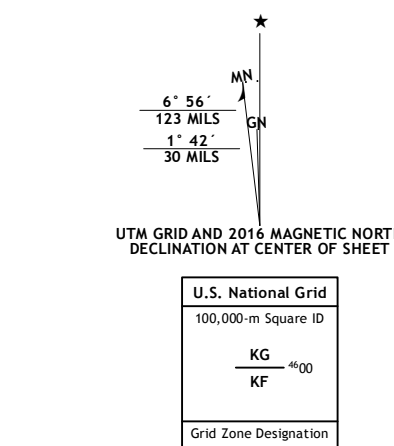 ★
MN
6° 56´
123 MILS
GN
1° 42´
30 MILS
UTM GRID AND 2016 MAGNETIC NORT
DECLINATION AT CENTER OF SHEET
U.S. National Grid
100,000-m Square ID
KG
4600
KF
Grid Zone Designation